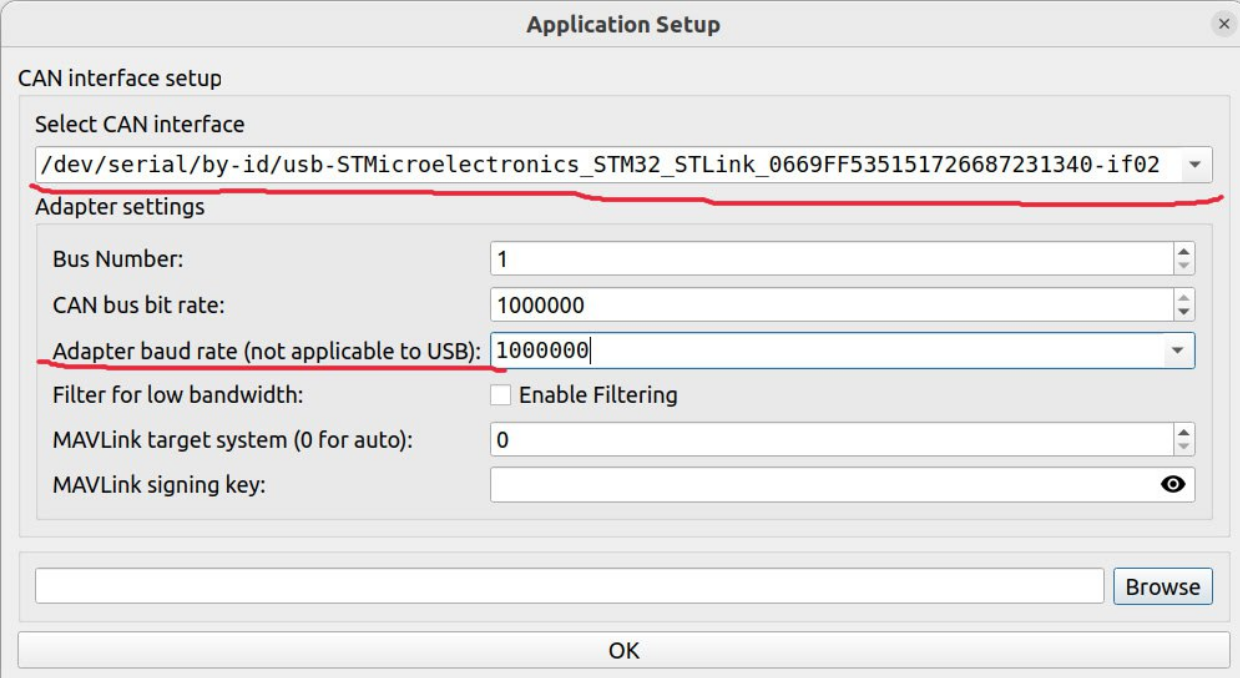 Application Setup
CAN interface setup
Select CAN interface
/dev/serial/by-id/usb-STMicroelectronics_STM32_STLink_0669FF535151726687231340-if02
Adapter settings
Bus Number: 1
CAN bus bit rate: 1000000
Adapter baud rate (not applicable to USB): 1000000
Filter for low bandwidth: Enable Filtering
MAVLink target system (0 for auto): 0
MAVLink signing key:
Browse
OK